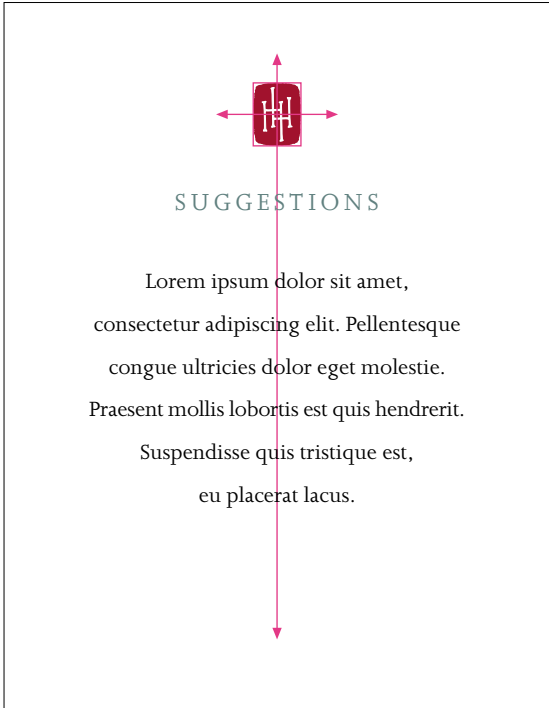 HH
SUGGESTIONS
Lorem ipsum dolor sit amet,
consectetur adipiscing elit. Pellentesque
congue ultricies dolor eget molestie.
Praesent mollis lobortis est quis hendrerit.
Suspendisse quis tristique est,
eu placerat lacus.